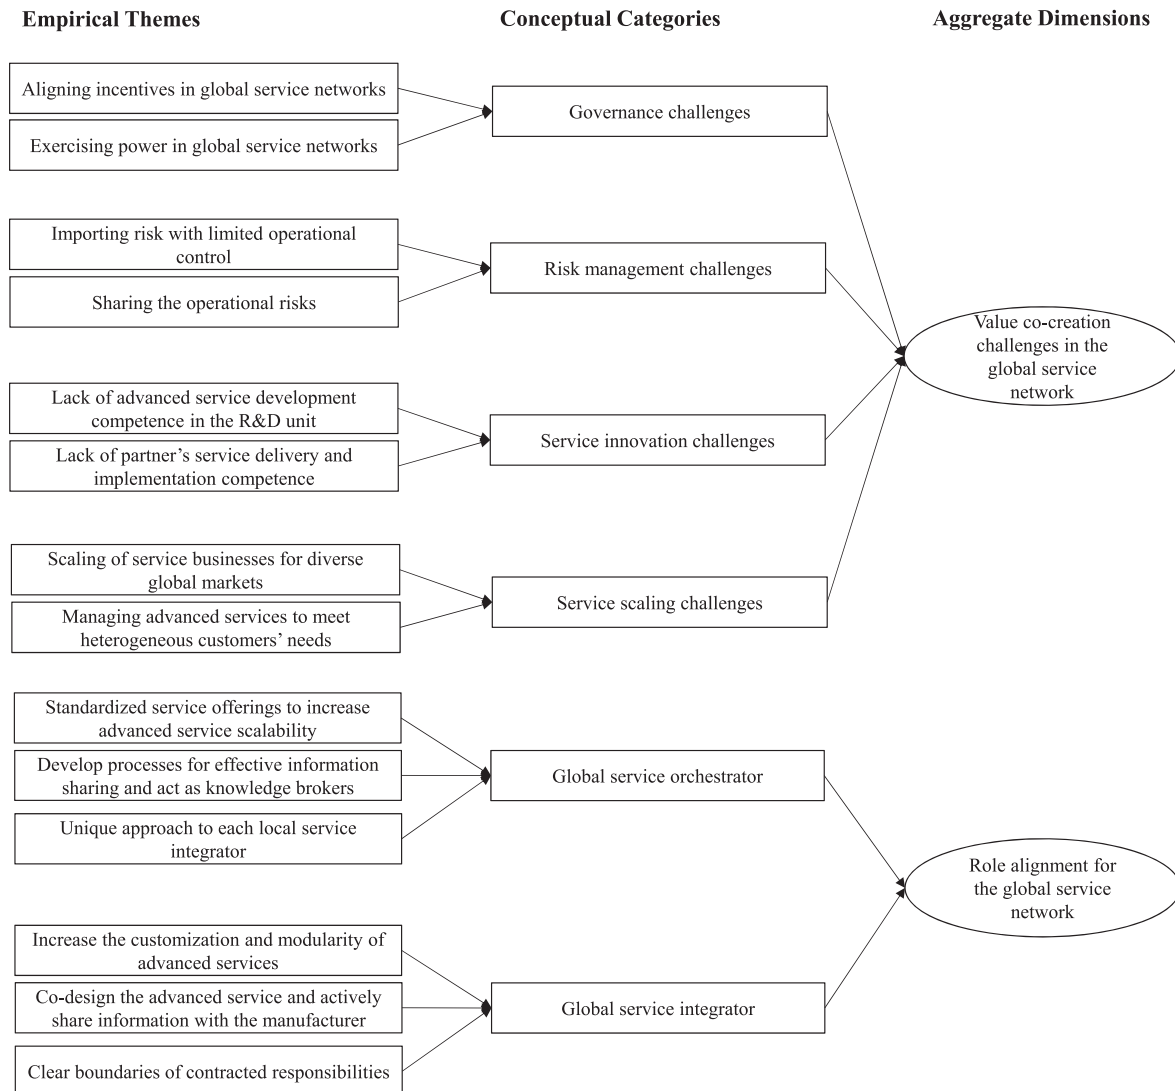 Empirical Themes
Conceptual Categories
Aggregate Dimensions
Aligning incentives in global service networks
Exercising power in global service networks
Governance challenges
Importing risk with limited operational
control
Sharing the operational risks
Risk management challenges
Lack of advanced service development
competence in the R&D unit
Lack of partner’s service delivery and
implementation competence
Service innovation challenges
Scaling of service businesses for diverse
global markets
Managing advanced services to meet
heterogeneous customers’ needs
Service scaling challenges
Value co-creation
challenges in the
global service
network
Standardized service offerings to increase
advanced service scalability
Develop processes for effective information
sharing and act as knowledge brokers
Unique approach to each local service
integrator
Global service orchestrator
Increase the customization and modularity of
advanced services
Co-design the advanced service and actively
share information with the manufacturer
Clear boundaries of contracted responsibilities
Global service integrator
Role alignment for
the global service
network